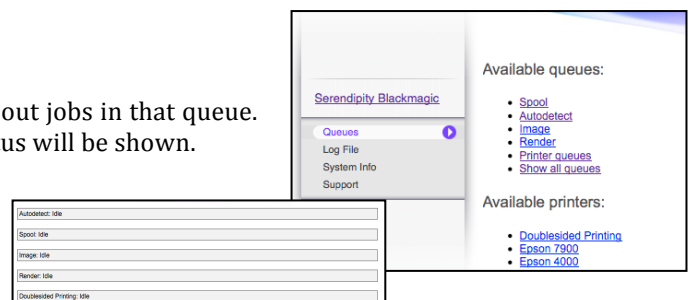 out jobs in that queue.
tus will be shown.
Serendipity Blackmagic
Queues
Log File
System Info
Support
Available queues:
• Spool
• Autodetect
• Image
• Render
• Printer queues
• Show all queues
Available printers:
• Doublesided Printing
• Epson 7900
• Epson 4000
Autodetect: Idle
Spool: Idle
Image: Idle
Render: Idle
Doublesided Printing: Idle